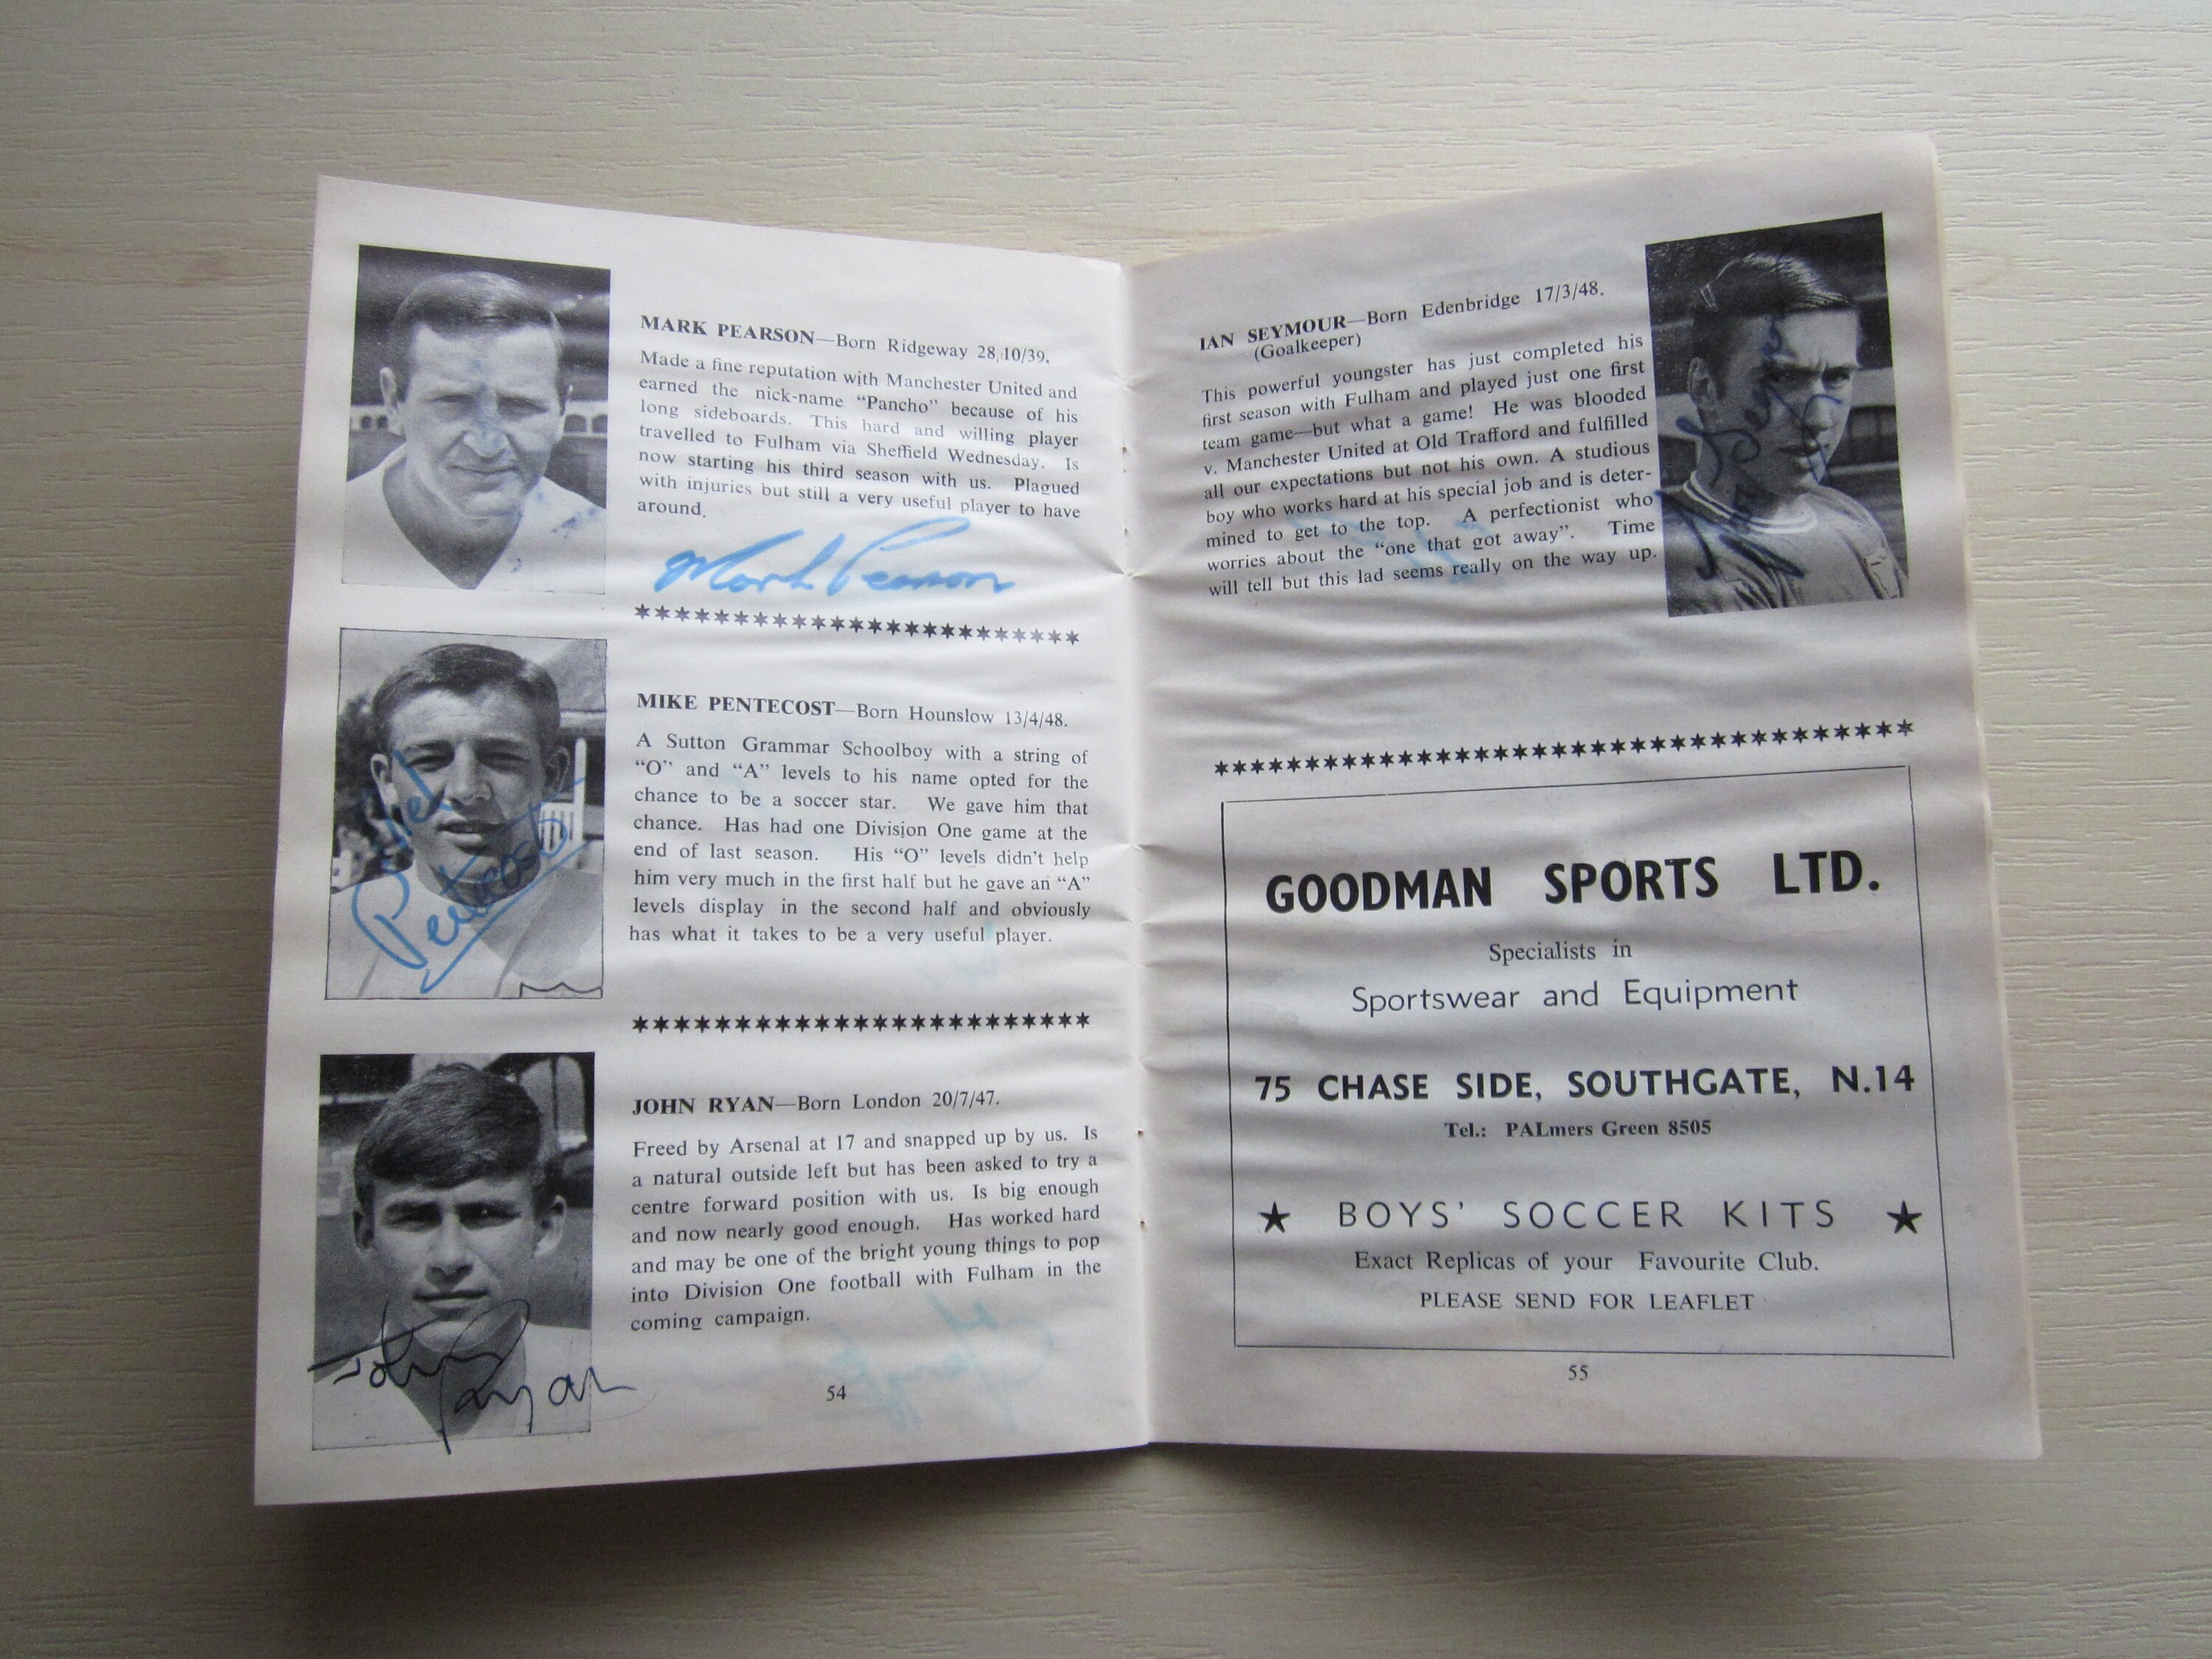 MARK PEARSON—Born Ridgeway 28/10/39.
Made a fine reputation with Manchester United and
earned the nick-name “Pancho” because of his
long sideboards. This hard and willing player
travelled to Fulham via Sheffield Wednesday. Is
now starting his third season with us. Plagued
with injuries but still a very useful player to have
around.
Mark Pearson
************************
MIKE PENTECOST—Born Hounslow 13/4/48.
A Sutton Grammar Schoolboy with a string of
“O” and “A” levels to his name opted for the
chance to be a soccer star. We gave him that
chance. Has had one Division One game at the
end of last season. His “O” levels didn't help
him very much in the first half but he gave an “A”
levels display in the second half and obviously
has what it takes to be a very useful player.
Pentecost
************************
JOHN RYAN—Born London 20/7/47.
Freed by Arsenal at 17 and snapped up by us. Is
a natural outside left but has been asked to try a
centre forward position with us. Is big enough
and now nearly good enough. Has worked hard
and may be one of the bright young things to pop
into Division One football with Fulham in the
coming campaign.
John Ryan
54
IAN SEYMOUR—Born Edenbridge 17/3/48.
(Goalkeeper)
This powerful youngster has just completed his
first season with Fulham and played just one first
team game—but what a game! He was blooded
v. Manchester United at Old Trafford and fulfilled
all our expectations but not his own. A studious
boy who works hard at his special job and is deter-
mined to get to the top. A perfectionist who
worries about the “one that got away”. Time
will tell but this lad seems really on the way up.
************************************
GOODMAN SPORTS LTD.
Specialists in
Sportswear and Equipment
75 CHASE SIDE, SOUTHGATE, N.14
Tel.: PALmers Green 8505
★ BOYS' SOCCER KITS ★
Exact Replicas of your Favourite Club.
PLEASE SEND FOR LEAFLET
55